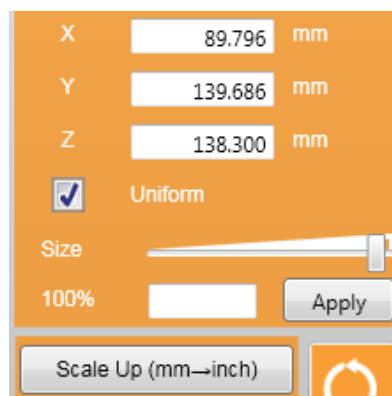 X 89.796 mm
Y 139.686 mm
Z 138.300 mm
Uniform
Size
100% Apply
Scale Up (mm→inch)